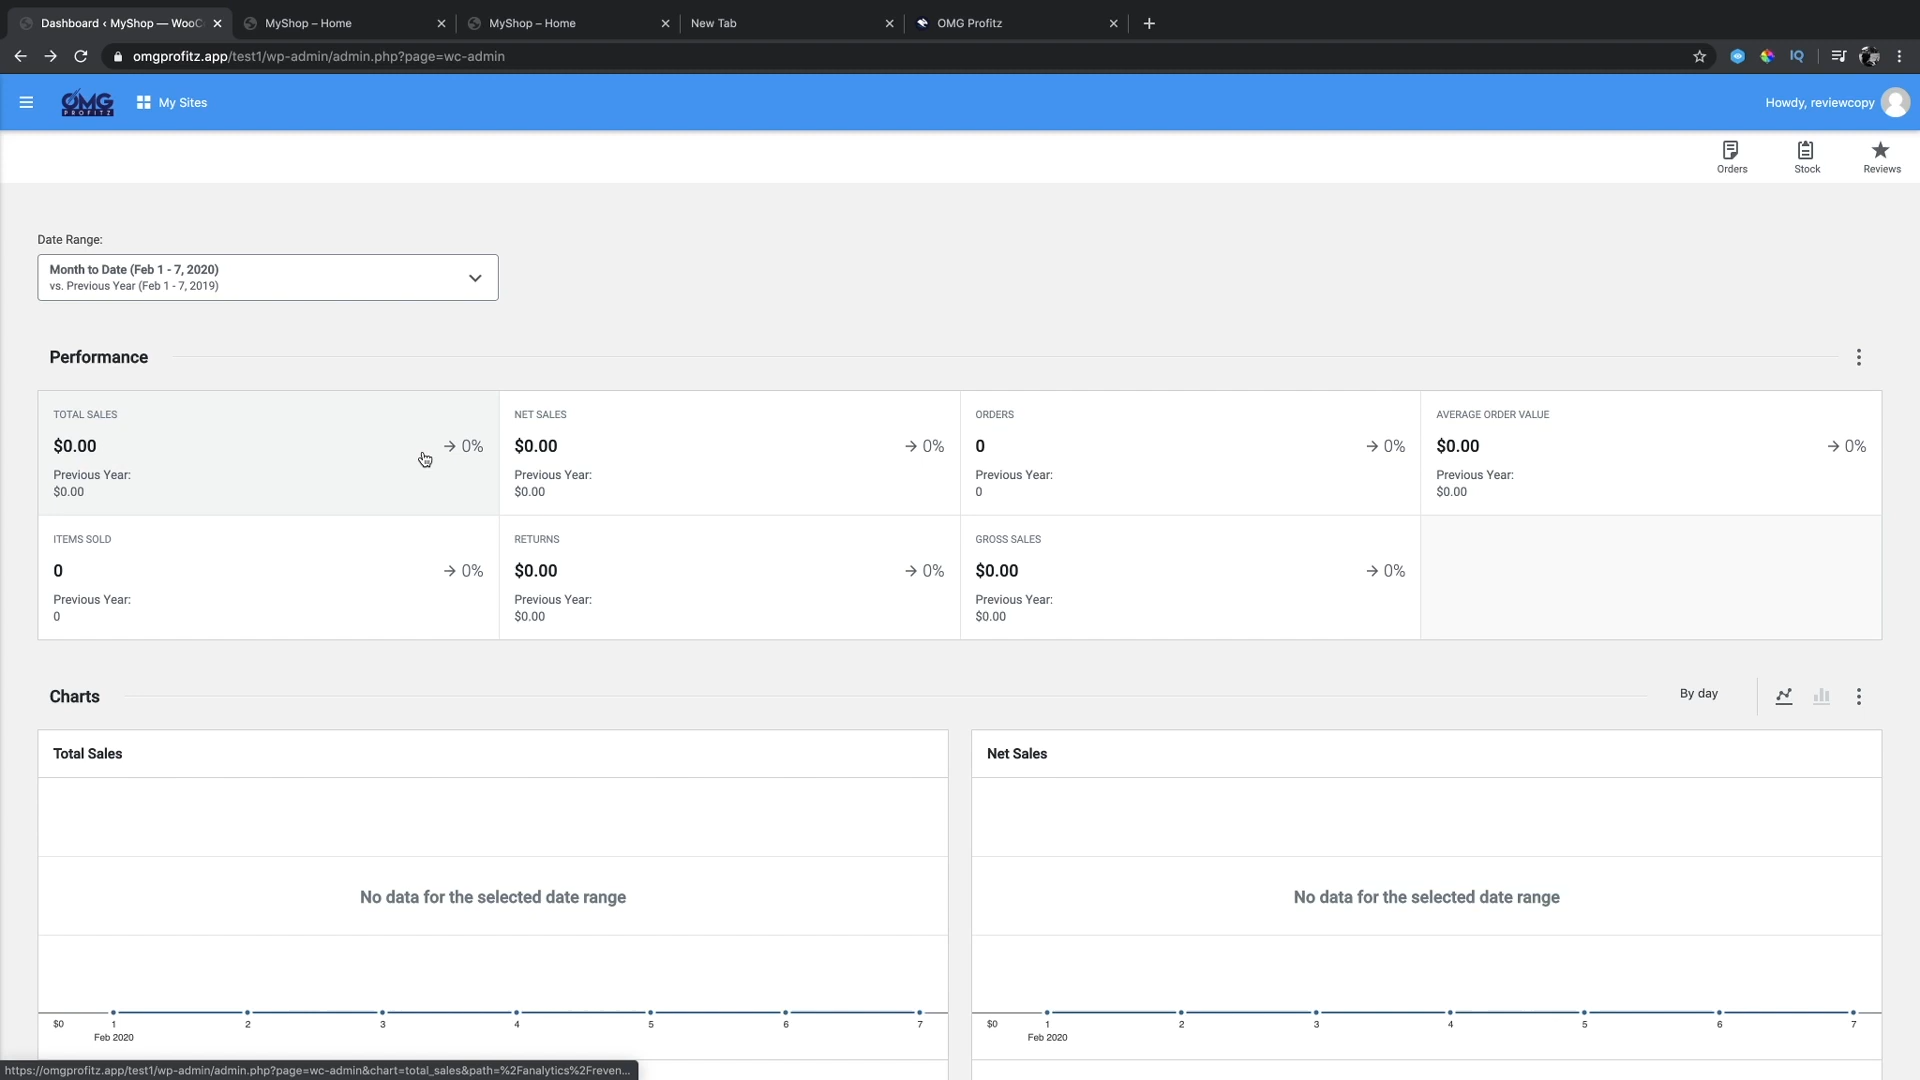 Dashboard ‹ MyShop — WooC
MyShop – Home
MyShop – Home
New Tab
OMG Profitz
omgprofitz.app/test1/wp-admin/admin.php?page=wc-admin
IQ
OMG
PROFITZ
My Sites
Howdy, reviewcopy
Orders
Stock
Reviews
Date Range:
Month to Date (Feb 1 - 7, 2020)
vs. Previous Year (Feb 1 - 7, 2019)
Performance
TOTAL SALES
$0.00
→ 0%
Previous Year:
$0.00
NET SALES
$0.00
→ 0%
Previous Year:
$0.00
ORDERS
0
→ 0%
Previous Year:
0
AVERAGE ORDER VALUE
$0.00
→ 0%
Previous Year:
$0.00
ITEMS SOLD
0
→ 0%
Previous Year:
0
RETURNS
$0.00
→ 0%
Previous Year:
$0.00
GROSS SALES
$0.00
→ 0%
Previous Year:
$0.00
Charts
By day
Total Sales
No data for the selected date range
$0 1 2 3 4 5 6 7
Feb 2020
Net Sales
No data for the selected date range
$0 1 2 3 4 5 6 7
Feb 2020
https://omgprofitz.app/test1/wp-admin/admin.php?page=wc-admin&chart=total_sales&path=%2Fanalytics%2Freven...